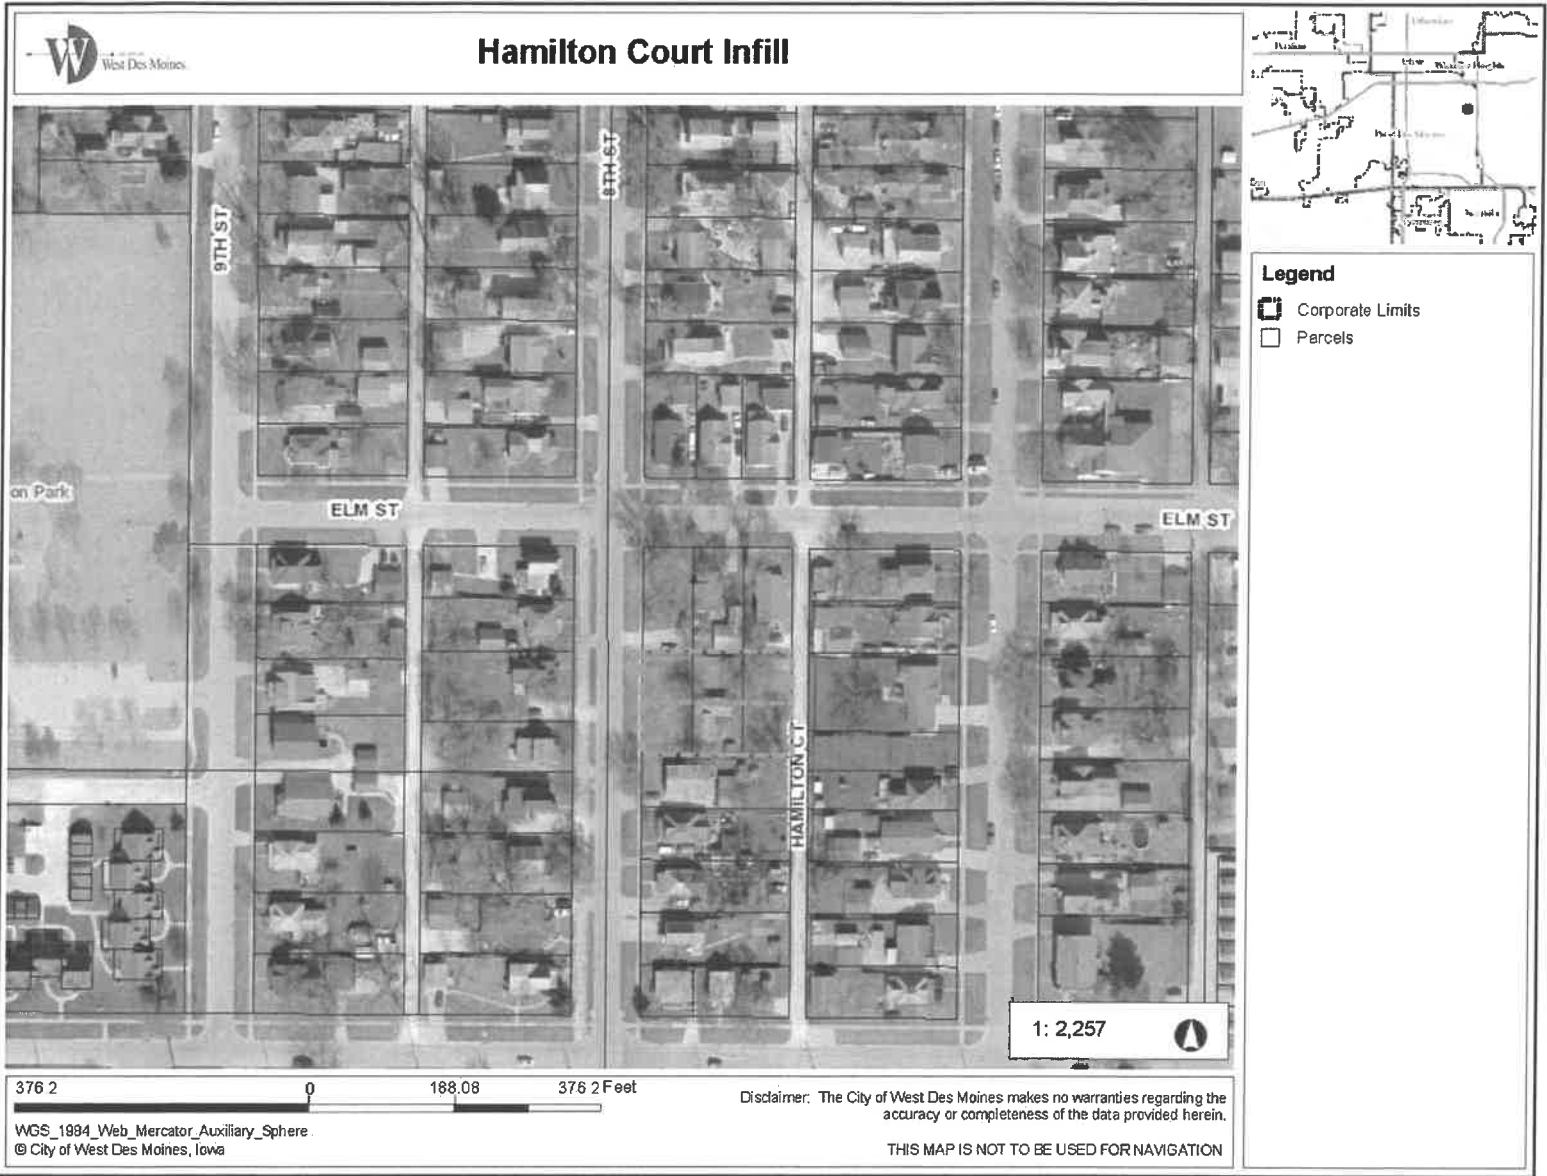 West Des Moines
Hamilton Court Infill
8TH ST
9TH ST
on Park
ELM ST
ELM ST
HAMILTON CT
Legend
Corporate Limits
Parcels
1: 2,257
376 2
0
188.08
376 2 Feet
WGS_1984_Web_Mercator_Auxiliary_Sphere
© City of West Des Moines, Iowa
Disclaimer: The City of West Des Moines makes no warranties regarding the
accuracy or completeness of the data provided herein.
THIS MAP IS NOT TO BE USED FOR NAVIGATION